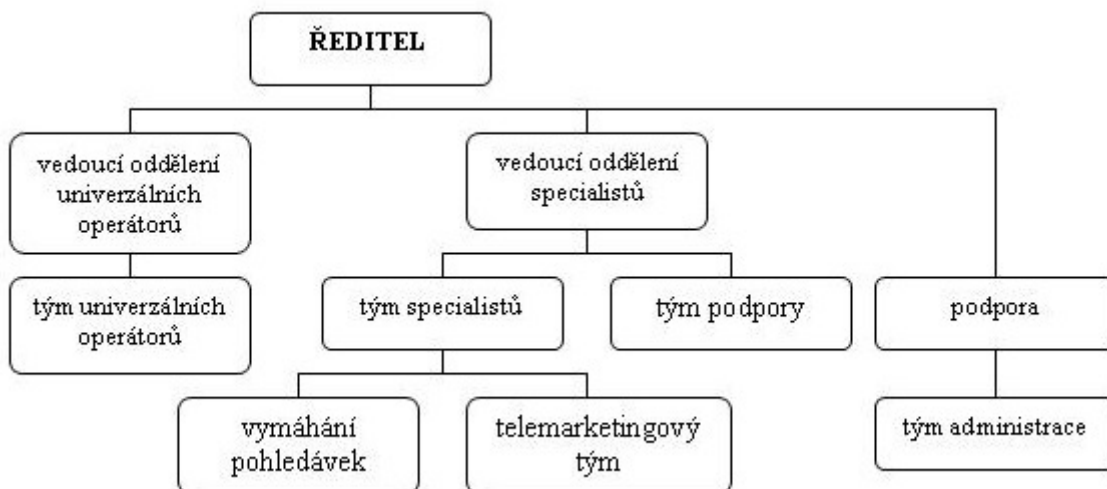 ŘEDITEL
vedoucí oddělení
univerzálních
operátorů
vedoucí oddělení
specialistů
tým univerzálních
operátorů
tým specialistů
tým podpory
podpora
vymáhání
pohledávek
telemarketingový
tým
tým administrace